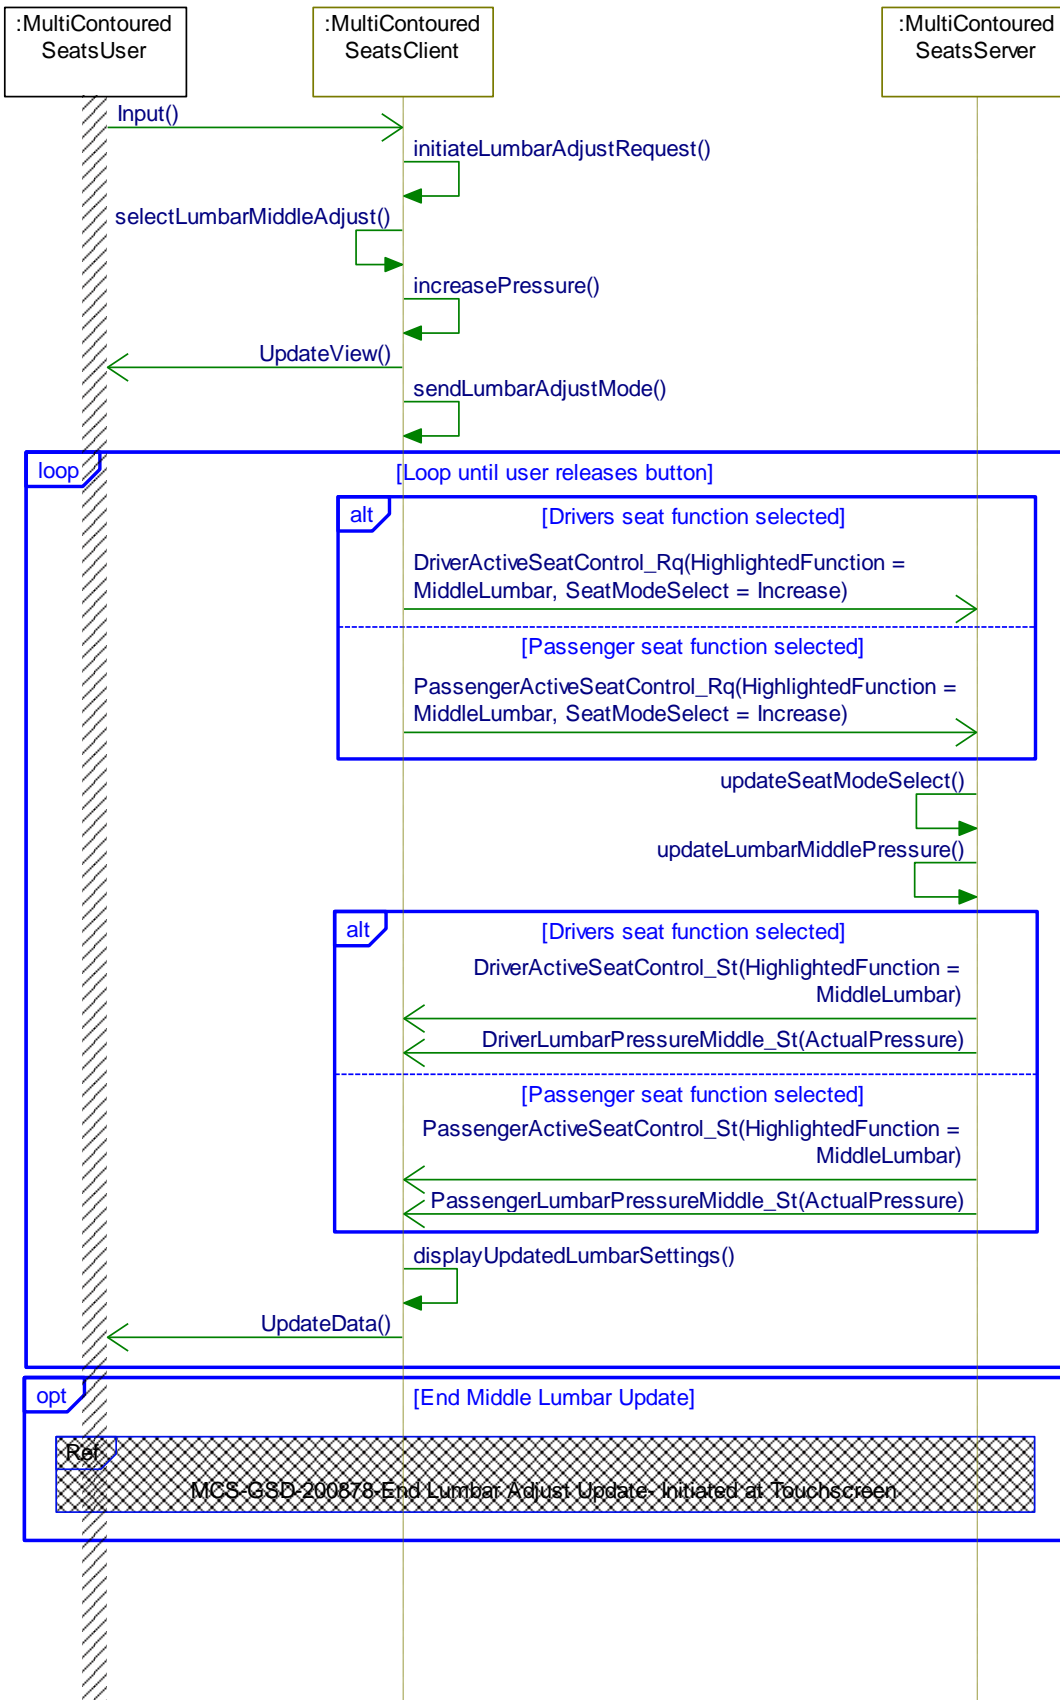 :MultiContoured
SeatsUser
:MultiContoured
SeatsClient
:MultiContoured
SeatsServer
Input()
initiateLumbarAdjustRequest()
selectLumbarMiddleAdjust()
increasePressure()
UpdateView()
sendLumbarAdjustMode()
loop
[Loop until user releases button]
alt
[Drivers seat function selected]
DriverActiveSeatControl_Rq(HighlightedFunction =
MiddleLumbar, SeatModeSelect = Increase)
[Passenger seat function selected]
PassengerActiveSeatControl_Rq(HighlightedFunction =
MiddleLumbar, SeatModeSelect = Increase)
updateSeatModeSelect()
updateLumbarMiddlePressure()
alt
[Drivers seat function selected]
DriverActiveSeatControl_St(HighlightedFunction =
MiddleLumbar)
DriverLumbarPressureMiddle_St(ActualPressure)
[Passenger seat function selected]
PassengerActiveSeatControl_St(HighlightedFunction =
MiddleLumbar)
PassengerLumbarPressureMiddle_St(ActualPressure)
displayUpdatedLumbarSettings()
UpdateData()
opt
[End Middle Lumbar Update]
Ref
MCS-GSD-200878-End Lumbar Adjust Update- Initiated at Touchscreen